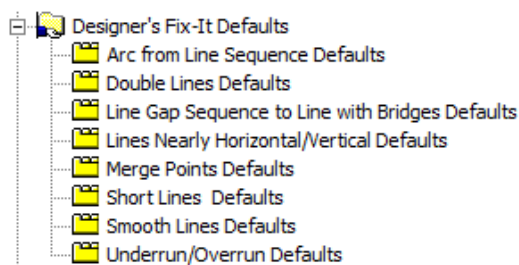 Designer's Fix-It Defaults
Arc from Line Sequence Defaults
Double Lines Defaults
Line Gap Sequence to Line with Bridges Defaults
Lines Nearly Horizontal/Vertical Defaults
Merge Points Defaults
Short Lines  Defaults
Smooth Lines Defaults
Underrun/Overrun Defaults